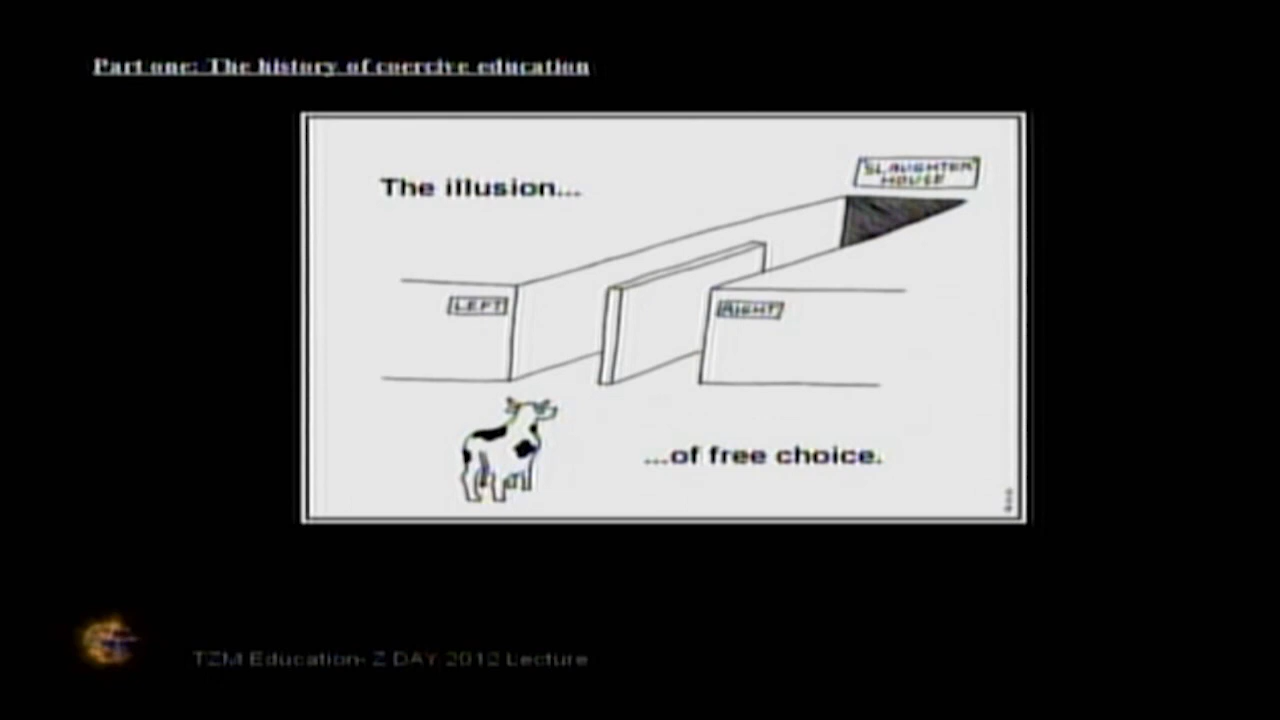 Part one: The history of coercive education
The illusion...
SLAUGHTER
HOUSE
LEFT
RIGHT
...of free choice.
TZM Education- Z DAY 2012 Lecture